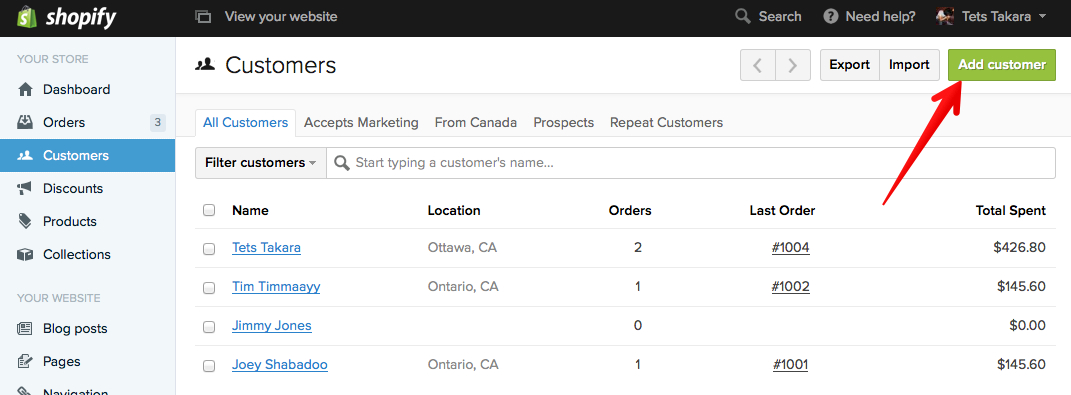 shopify View your website Search Need help? Tets Takara
YOUR STORE
Dashboard
Orders 3
Customers
Discounts
Products
Collections
YOUR WEBSITE
Blog posts
Pages
Navigation
Customers Export Import Add customer
All Customers Accepts Marketing From Canada Prospects Repeat Customers
Filter customers Start typing a customer's name...
Name Location Orders Last Order Total Spent
Tets Takara Ottawa, CA 2 #1004 $426.80
Tim Timmaayy Ontario, CA 1 #1002 $145.60
Jimmy Jones 0 $0.00
Joey Shabadoo Ontario, CA 1 #1001 $145.60